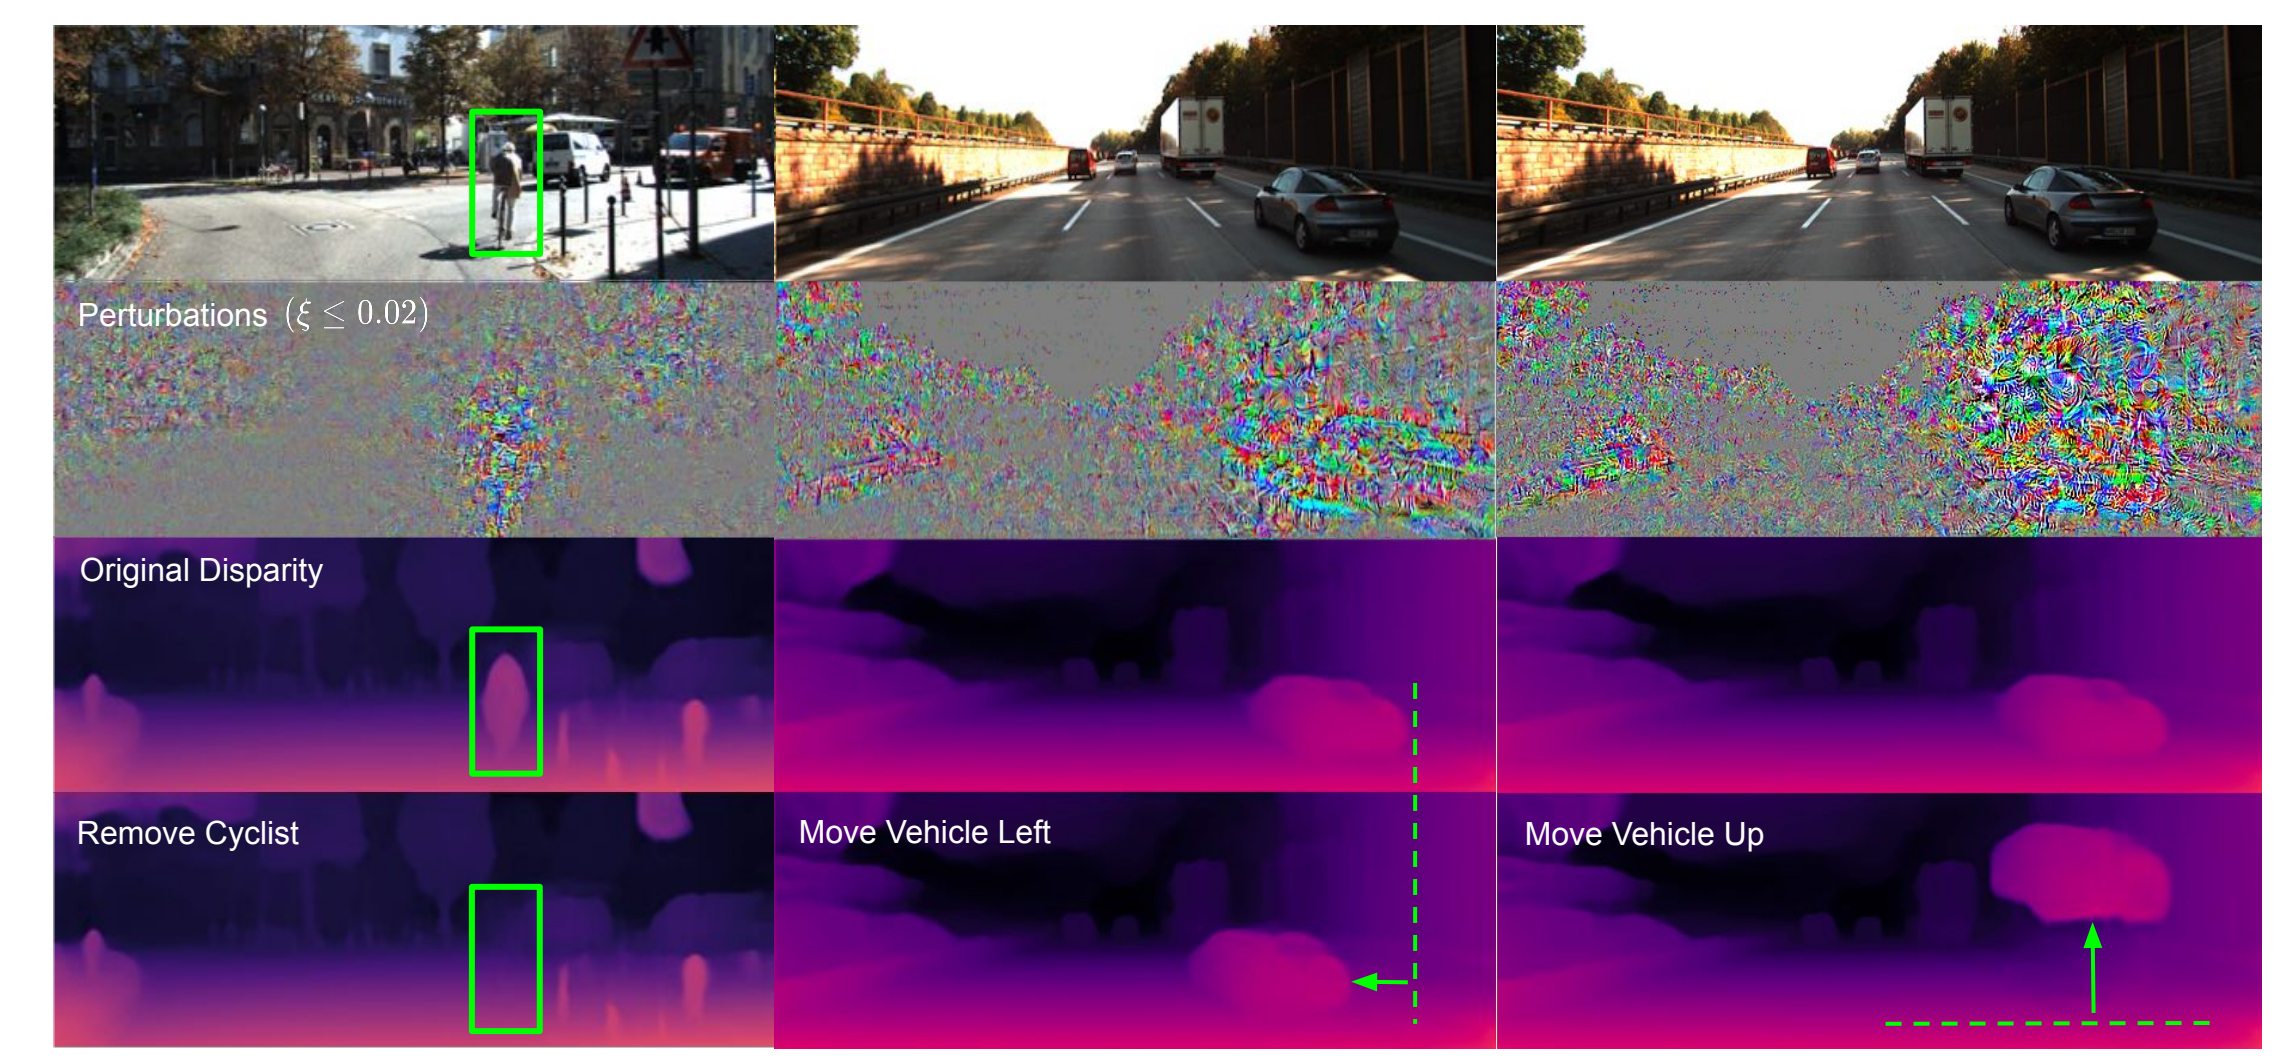 Perturbations (ξ ≤ 0.02)
Original Disparity
Remove Cyclist
Move Vehicle Left
Move Vehicle Up